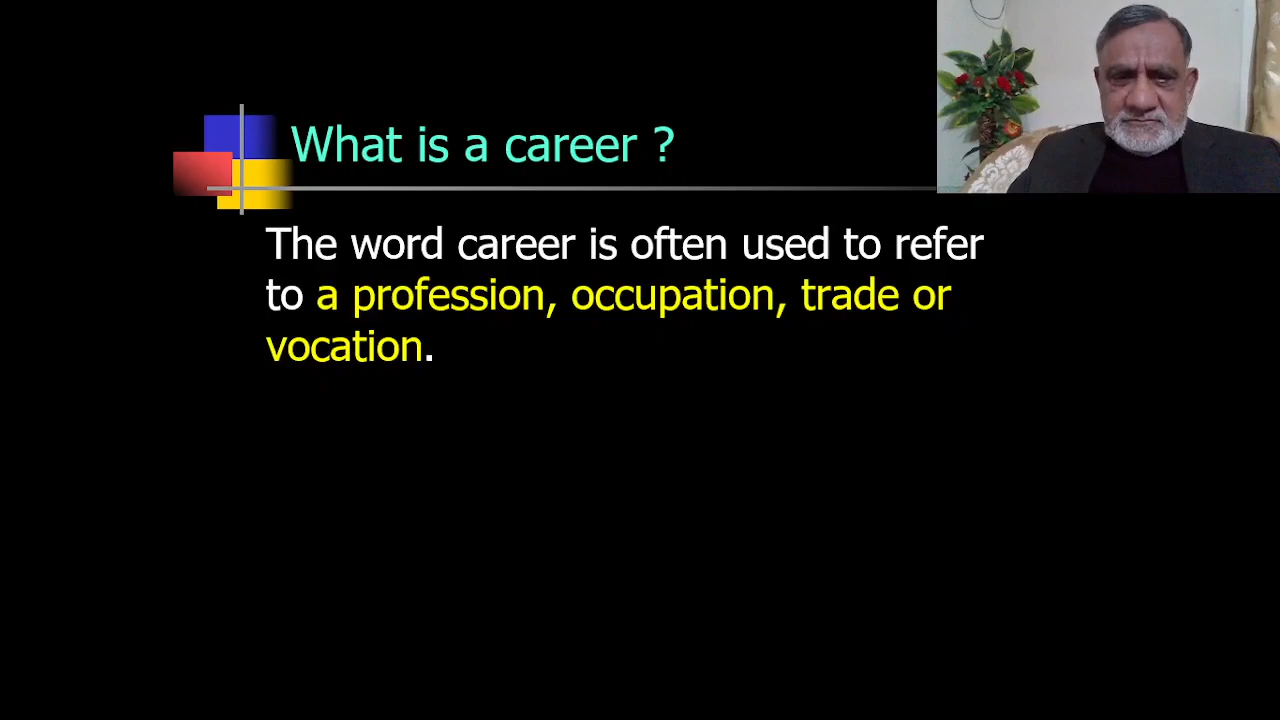 What is a career ?
The word career is often used to refer
to a profession, occupation, trade or
vocation.